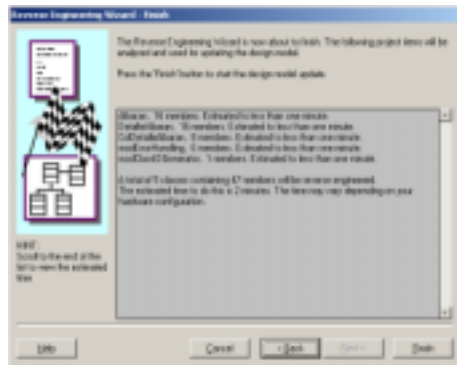 Reverse Engineering Wizard - Finish
The Reverse Engineering Wizard is now about to finish. The following project items will be
analyzed and used for updating the design model.
Press the 'Finish' button to start the design model update.
16 members. Estimated to less than one minute.
members. Estimated to less than one minute.
members. Estimated to less than one minute.
members. Estimated to less than one minute.
members. Estimated to less than one minute.
A total of 5 classes containing 47 members will be reverse engineered.
The estimated time to do this is 2 minutes. The time may vary depending on your
hardware configuration.
HINT:
Scroll to the end of the
list to view the estimated
time
Help
Cancel
< Back
Next >